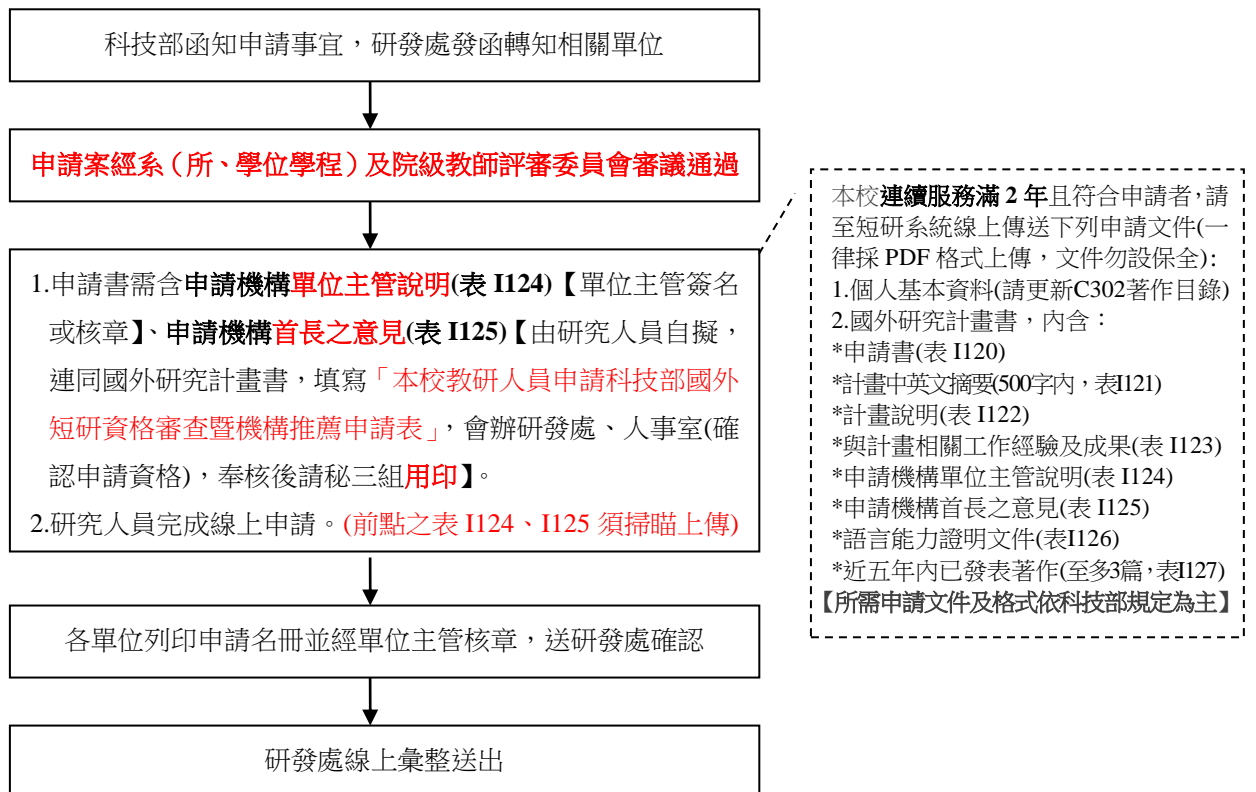 科技部函知申請事宜，研發處發函轉知相關單位
申請案經系（所、學位學程）及院級教師評審委員會審議通過
1.申請書需含申請機構單位主管說明(表 I124)【單位主管簽名
或核章】、申請機構首長之意見(表 I125)【由研究人員自擬，
連同國外研究計畫書，填寫「本校教研人員申請科技部國外
短研資格審查暨機構推薦申請表」，會辦研發處、人事室(確
認申請資格)，奉核後請秘三組用印】。
2.研究人員完成線上申請。(前點之表 I124、I125 須掃瞄上傳)
各單位列印申請名冊並經單位主管核章，送研發處確認
研發處線上彙整送出
本校連續服務滿 2 年且符合申請者，請
至短研系統線上傳送下列申請文件(一
律採 PDF 格式上傳，文件勿設保全)：
1.個人基本資料(請更新C302著作目錄)
2.國外研究計畫書，內含：
*申請書(表 I120)
*計畫中英文摘要(500字內，表I121)
*計畫說明(表 I122)
*與計畫相關工作經驗及成果(表 I123)
*申請機構單位主管說明(表 I124)
*申請機構首長之意見(表 I125)
*語言能力證明文件(表I126)
*近五年內已發表著作(至多3篇，表I127)
【所需申請文件及格式依科技部規定為主】